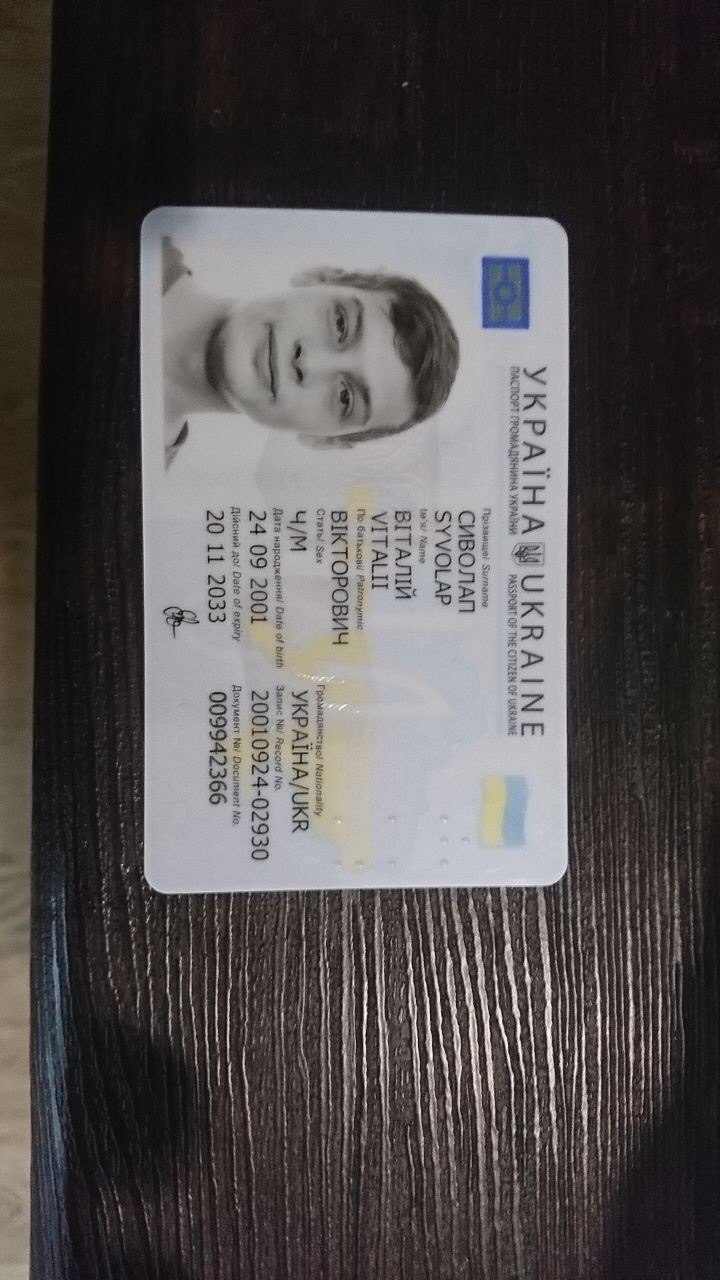 УКРАЇНА UKRAINE
ПАСПОРТ ГРОМАДЯНИНА УКРАЇНИ PASSPORT OF THE CITIZEN OF UKRAINE
Прізвище/ Surname
СИВОЛАП
SYVOLAP
Ім'я/ Name
ВІТАЛІЙ
VITALII
По батькові/ Patronymic
ВІКТОРОВИЧ
Стать/ Sex Громадянство/ Nationality
Ч/М УКРАЇНА/UKR
Дата народження/ Date of birth Запис №/ Record No.
24 09 2001 20010924-02930
Дійсний до/ Date of expiry Документ №/ Document No.
20 11 2033 009942366